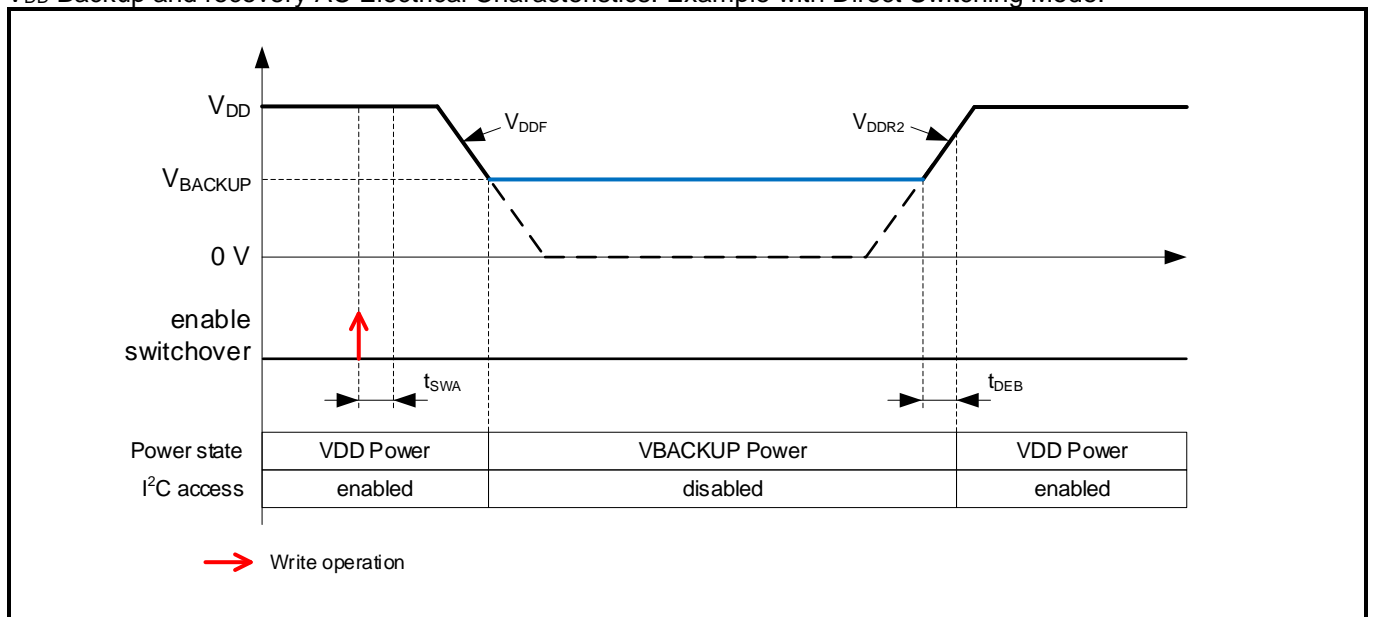 VDD Backup and recovery AC Electrical Characteristics. Example with Direct Switching Mode:
VDD
VDDF
VDDR2
VBACKUP
0 V
enable
switchover
tSWA
tDEB
Power state VDD Power VBACKUP Power VDD Power
I²C access enabled disabled enabled
Write operation